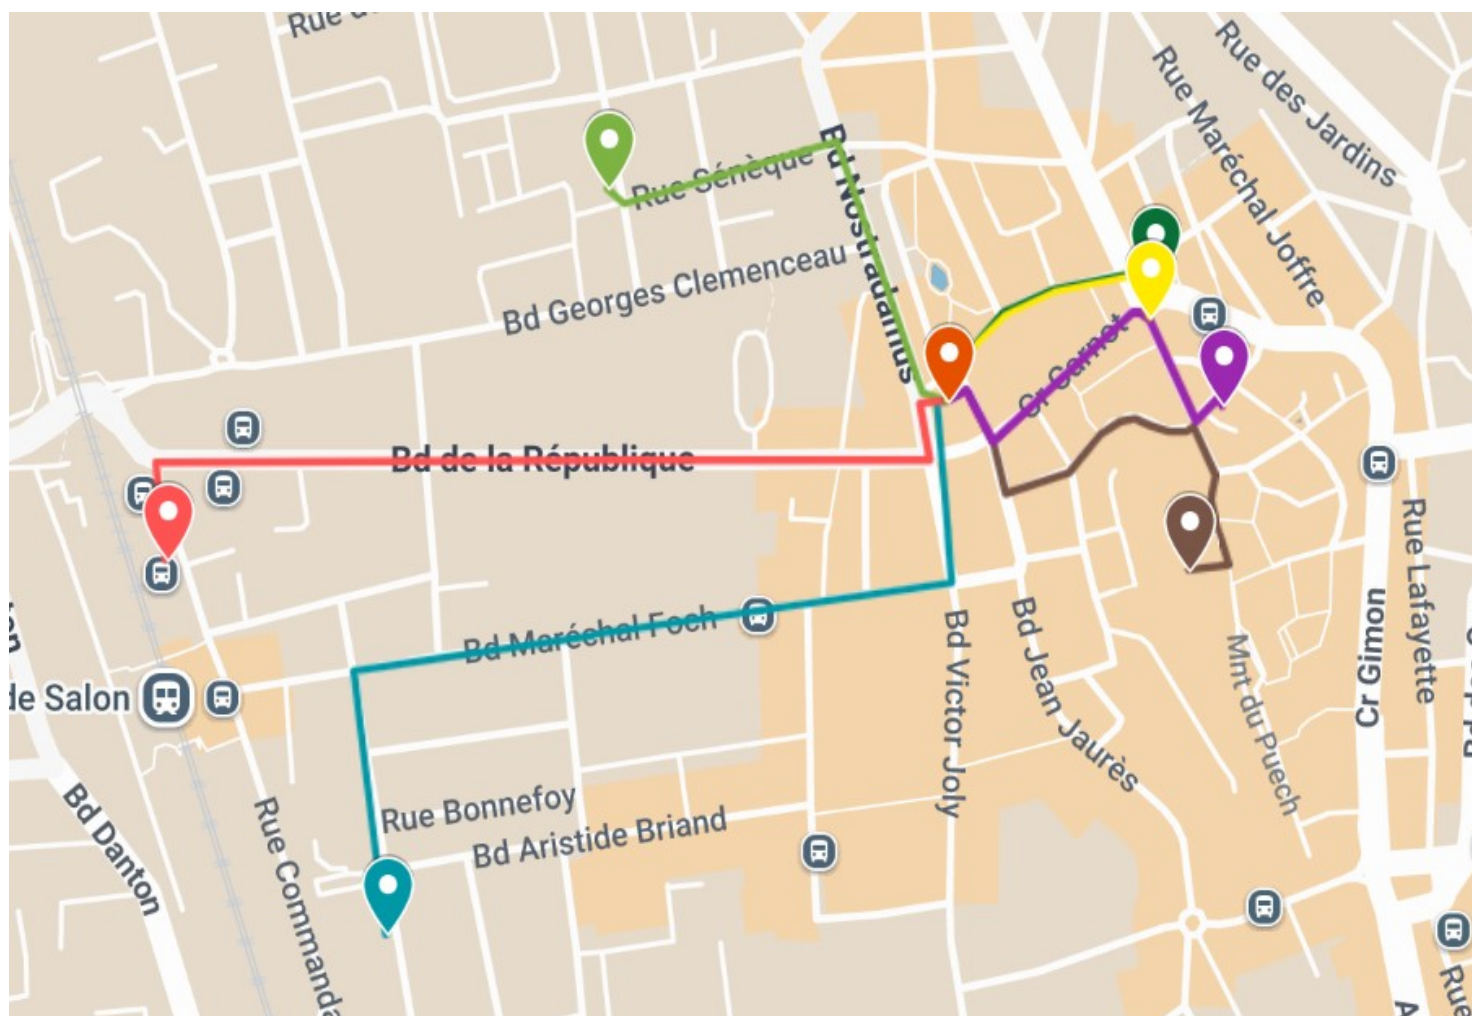 Rue d
Rue des Jardins
Rue Maréchal Joffre
Rue Sénèque
Bd Nostradamus
Bd Georges Clemenceau
Cr Carnot
Bd de la République
Rue Lafayette
Bd Maréchal Foch
Cr Gimon
Bd Victor Joly
Bd Jean Jaurès
Mnt du Puech
de Salon
Bd Danton
Rue Bonnefoy
Bd Aristide Briand
Rue Commanda
Rue
A